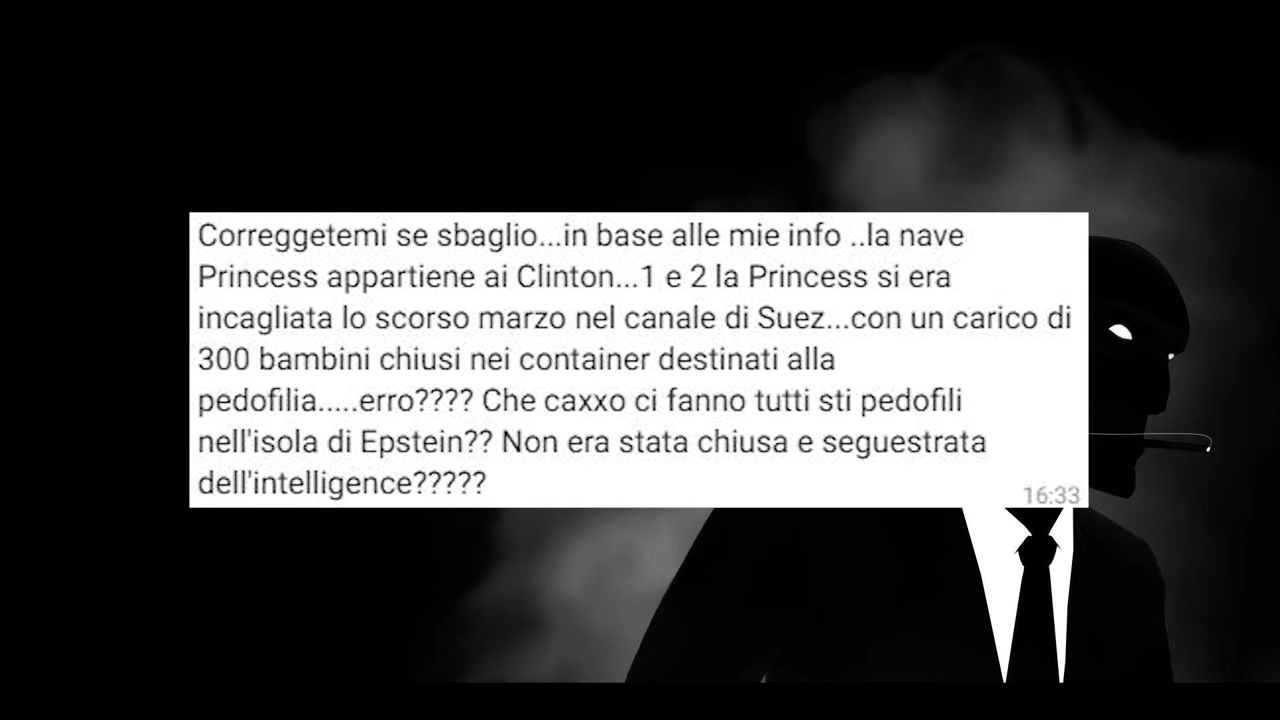 Correggetemi se sbaglio...in base alle mie info ..la nave
Princess appartiene ai Clinton...1 e 2 la Princess si era
incagliata lo scorso marzo nel canale di Suez...con un carico di
300 bambini chiusi nei container destinati alla
pedofilia.....erro???? Che caxxo ci fanno tutti sti pedofili
nell'isola di Epstein?? Non era stata chiusa e seguestrata
dell'intelligence?????
16:33